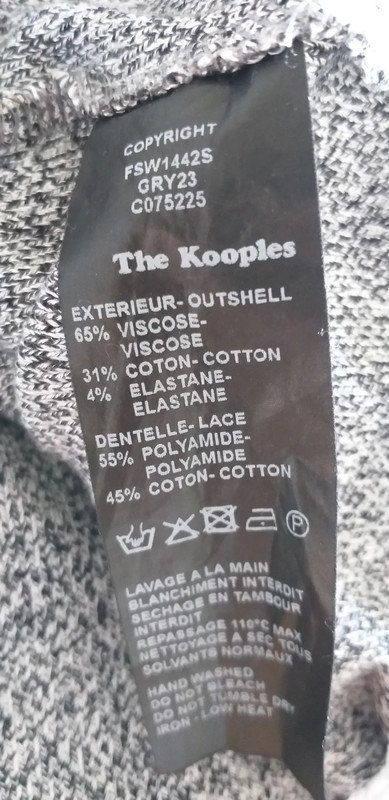 COPYRIGHT
FSW1442S
GRY23
C075225
The Kooples
EXTERIEUR- OUTSHELL
65% VISCOSE-
VISCOSE
31% COTON- COTTON
4% ELASTANE-
ELASTANE
DENTELLE- LACE
55% POLYAMIDE-
POLYAMIDE
45% COTON- COTTON
P
LAVAGE A LA MAIN
BLANCHIMENT INTERDIT
SECHAGE EN TAMBOUR
INTERDIT
REPASSAGE 110°C MAX
NETTOYAGE A SEC TOUS
SOLVANTS NORMAUX
HAND WASHED
DO NOT BLEACH
DO NOT TUMBLE DRY
IRON - LOW HEAT